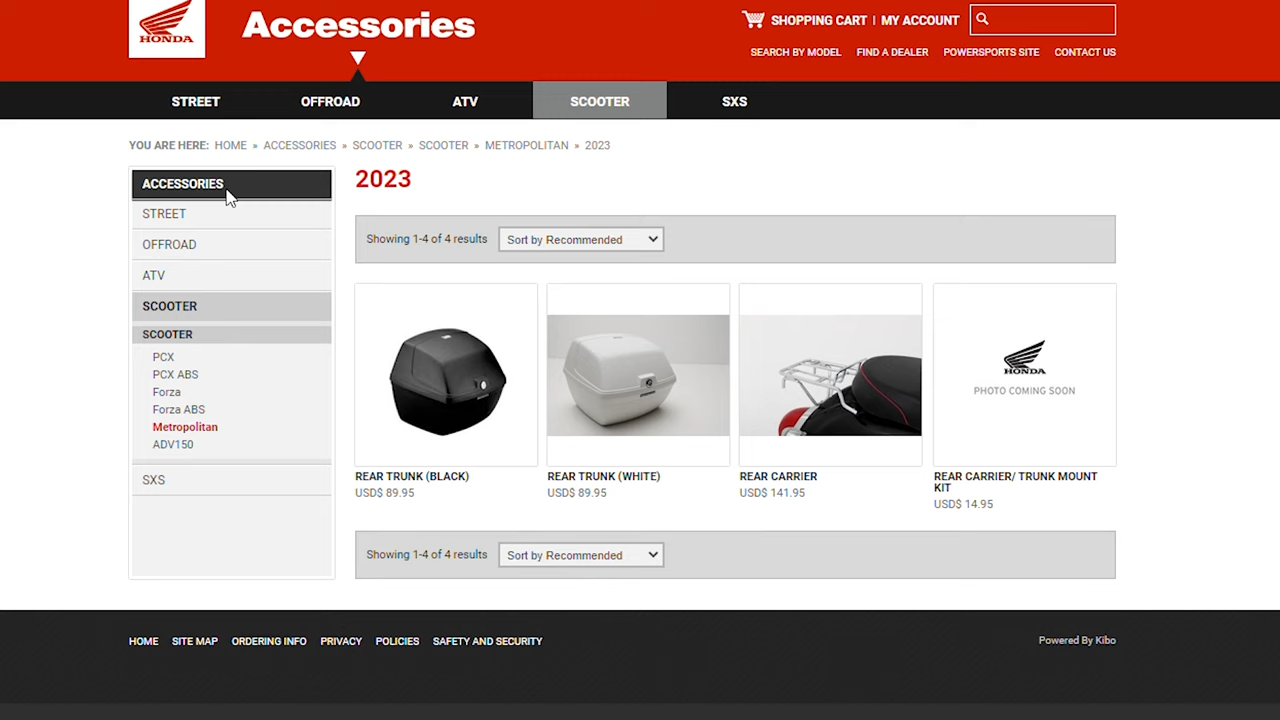 HONDA
Accessories
SHOPPING CART | MY ACCOUNT
SEARCH BY MODEL FIND A DEALER POWERSPORTS SITE CONTACT US
STREET OFFROAD ATV SCOOTER SXS
YOU ARE HERE: HOME » ACCESSORIES » SCOOTER » SCOOTER » METROPOLITAN » 2023
ACCESSORIES
STREET
OFFROAD
ATV
SCOOTER
SCOOTER
PCX
PCX ABS
Forza
Forza ABS
Metropolitan
ADV150
SXS
2023
Showing 1-4 of 4 results Sort by Recommended
HONDA
PHOTO COMING SOON
REAR TRUNK (BLACK)
USD$ 89.95
REAR TRUNK (WHITE)
USD$ 89.95
REAR CARRIER
USD$ 141.95
REAR CARRIER/ TRUNK MOUNT
KIT
USD$ 14.95
Showing 1-4 of 4 results Sort by Recommended
HOME SITE MAP ORDERING INFO PRIVACY POLICIES SAFETY AND SECURITY
Powered By Kibo